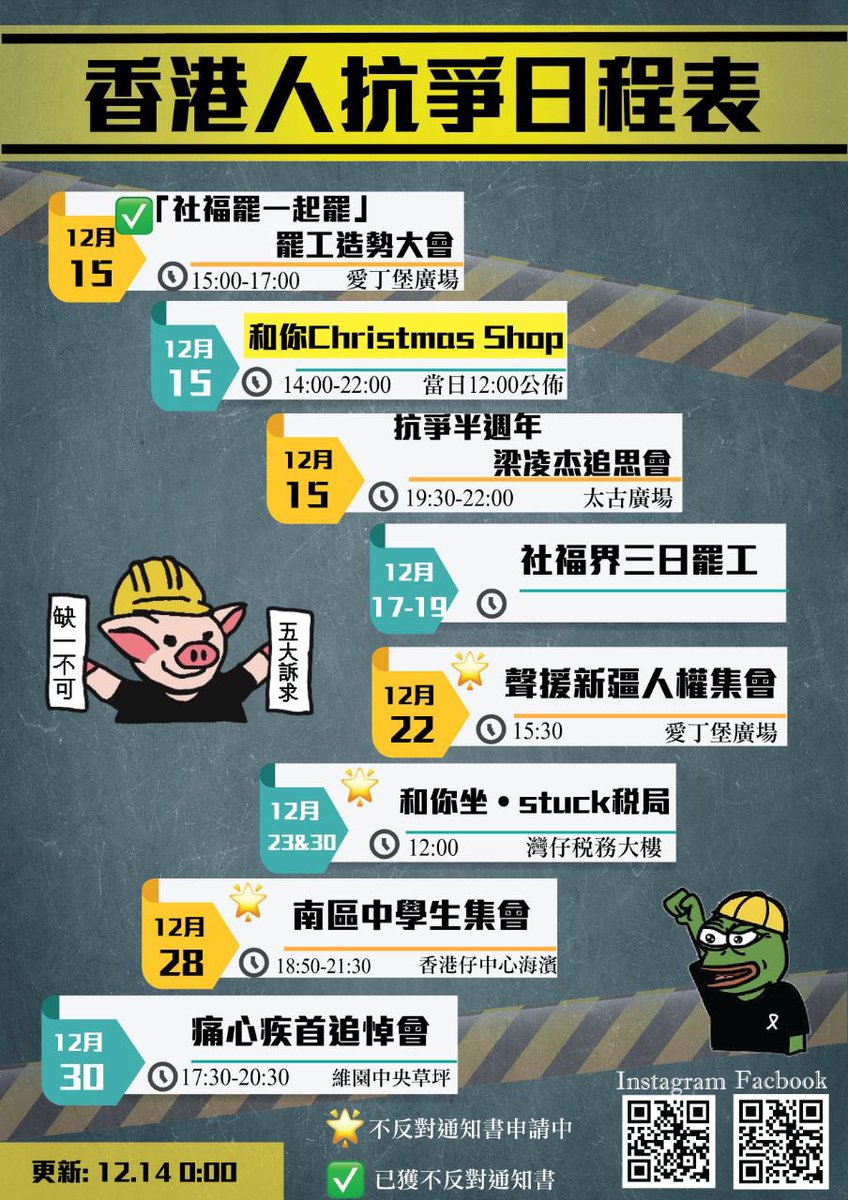 香港人抗爭日程表
12月
15
「社福罷一起罷」
罷工造勢大會
15:00-17:00 愛丁堡廣場
12月
15
和你Christmas Shop
14:00-22:00 當日12:00公佈
12月
15
抗爭半週年
梁凌杰追思會
19:30-22:00 太古廣場
12月
17-19
社福界三日罷工
缺一不可
五大訴求
12月
22
聲援新疆人權集會
15:30 愛丁堡廣場
12月
23&30
和你坐•stuck税局
12:00 灣仔税務大樓
12月
28
南區中學生集會
18:50-21:30 香港仔中心海濱
12月
30
痛心疾首追悼會
17:30-20:30 維園中央草坪
Instagram Facbook
不反對通知書申請中
已獲不反對通知書
更新: 12.14 0:00